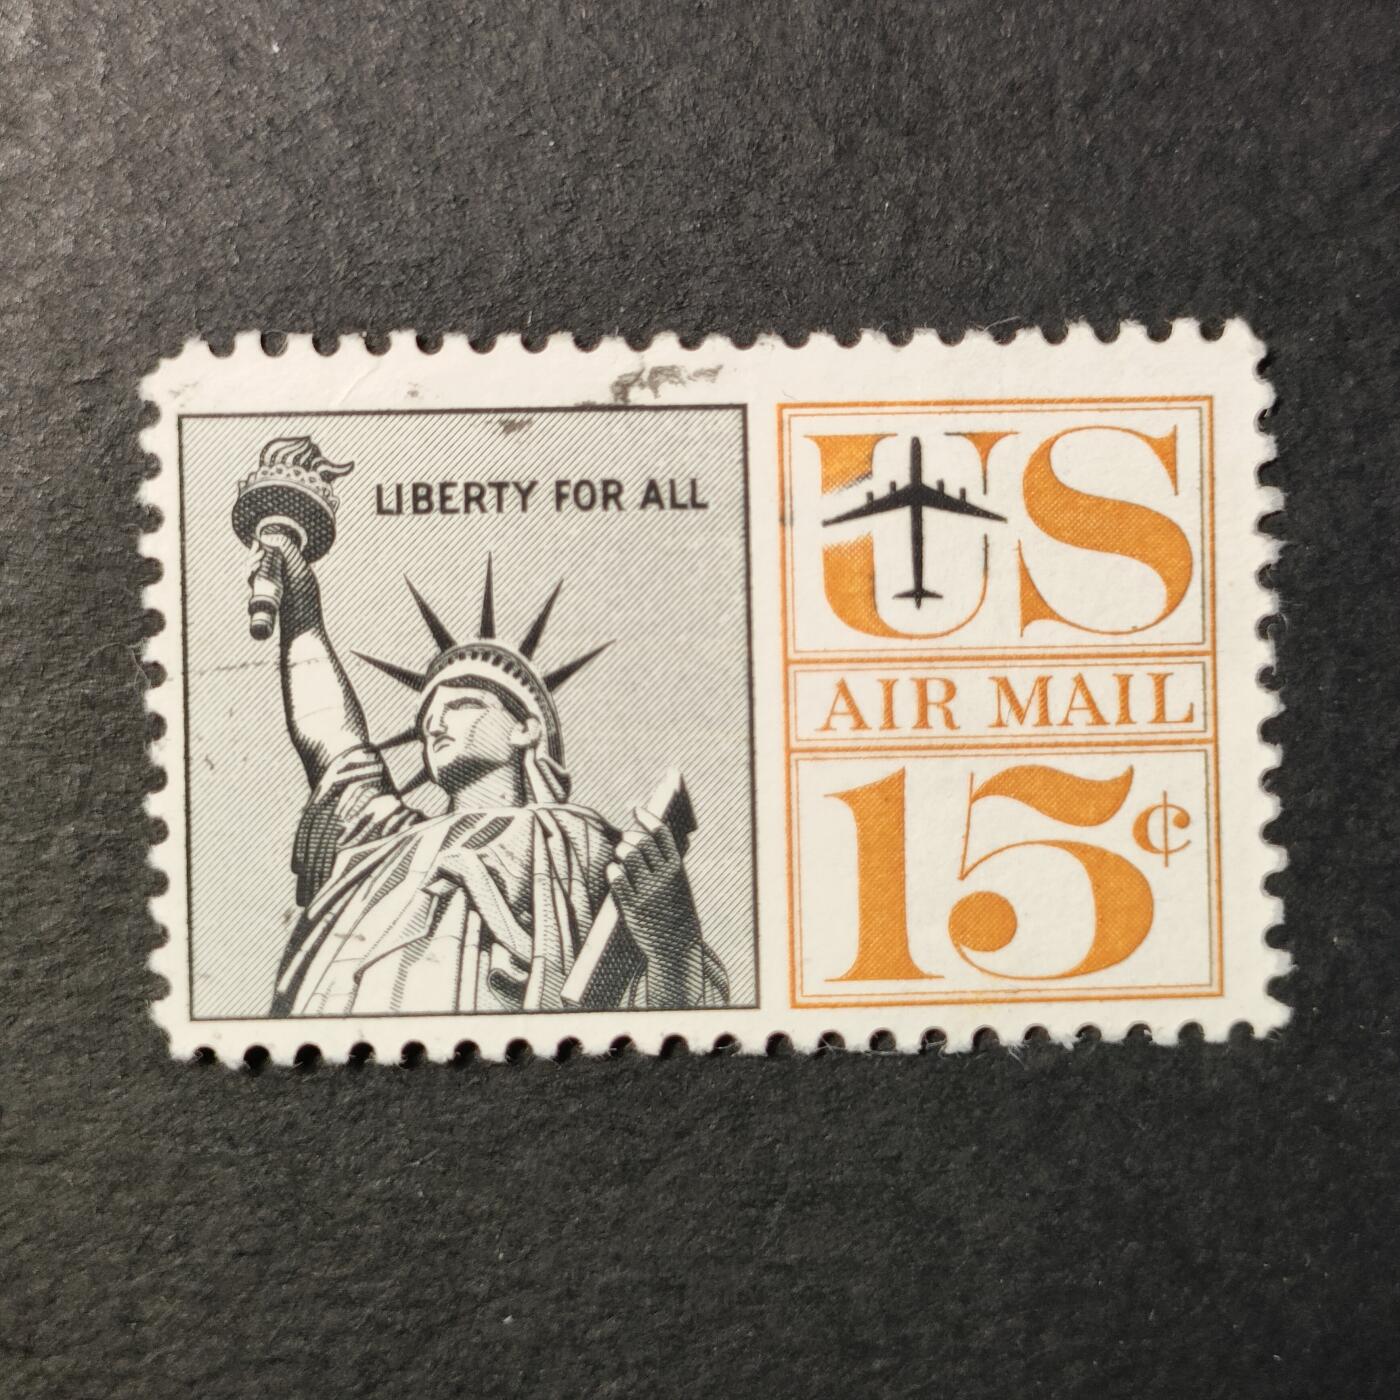 LIBERTY FOR ALL
US
AIR MAIL
15¢